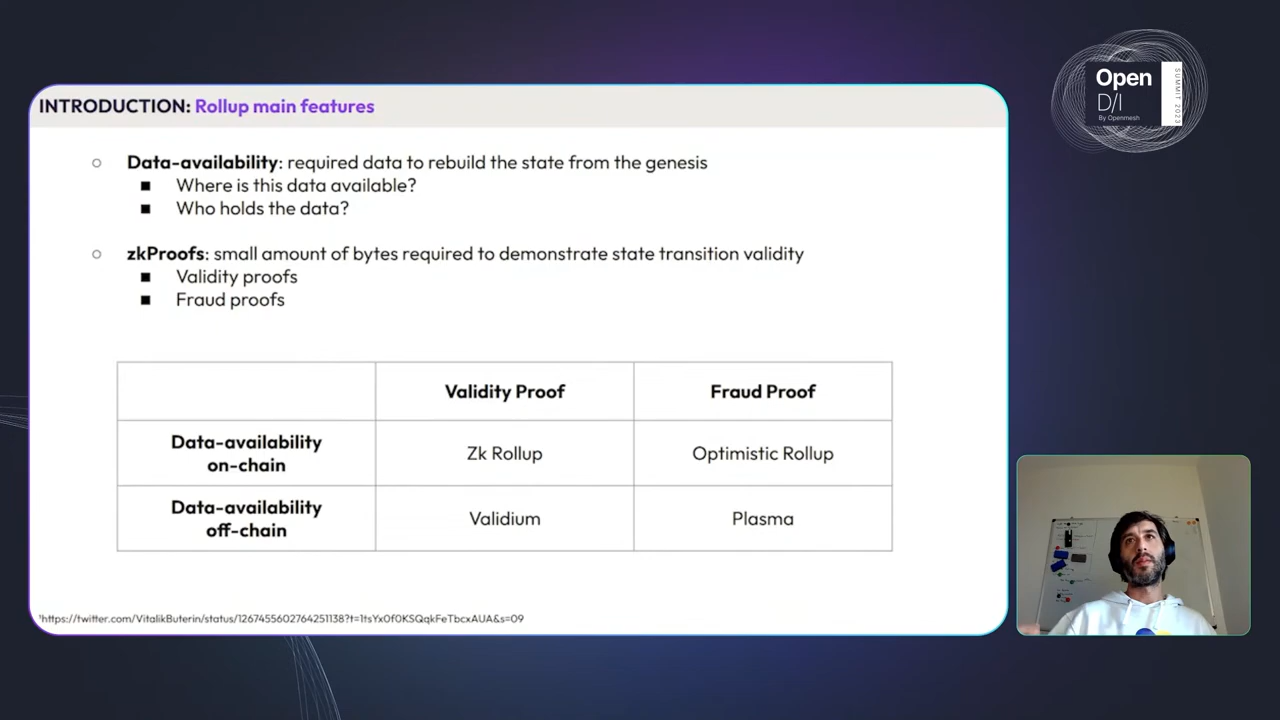 Open
D/I
By Openmesh
SUMMIT 2023
INTRODUCTION: Rollup main features
Data-availability: required data to rebuild the state from the genesis
Where is this data available?
Who holds the data?
zkProofs: small amount of bytes required to demonstrate state transition validity
Validity proofs
Fraud proofs
Validity Proof
Fraud Proof
Data-availability
on-chain
Zk Rollup
Optimistic Rollup
Data-availability
off-chain
Validium
Plasma
¹https://twitter.com/VitalikButerin/status/1267455602764251138?t=1tsYx0f0KSQqkFeTbcxAUA&s=09